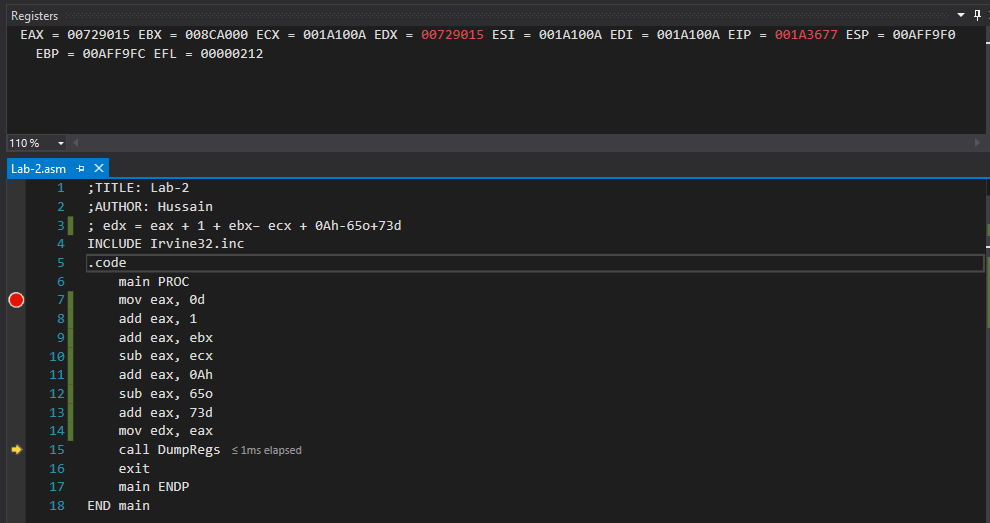 Registers
EAX = 00729015 EBX = 008CA000 ECX = 001A100A EDX = 00729015 ESI = 001A100A EDI = 001A100A EIP = 001A3677 ESP = 00AFF9F0
EBP = 00AFF9FC EFL = 00000212
110 %
Lab-2.asm
1 ;TITLE: Lab-2
2 ;AUTHOR: Hussain
3 ; edx = eax + 1 + ebx- ecx + 0Ah-65o+73d
4 INCLUDE Irvine32.inc
5 .code
6 main PROC
7 mov eax, 0d
8 add eax, 1
9 add eax, ebx
10 sub eax, ecx
11 add eax, 0Ah
12 sub eax, 65o
13 add eax, 73d
14 mov edx, eax
15 call DumpRegs ≤ 1ms elapsed
16 exit
17 main ENDP
18 END main